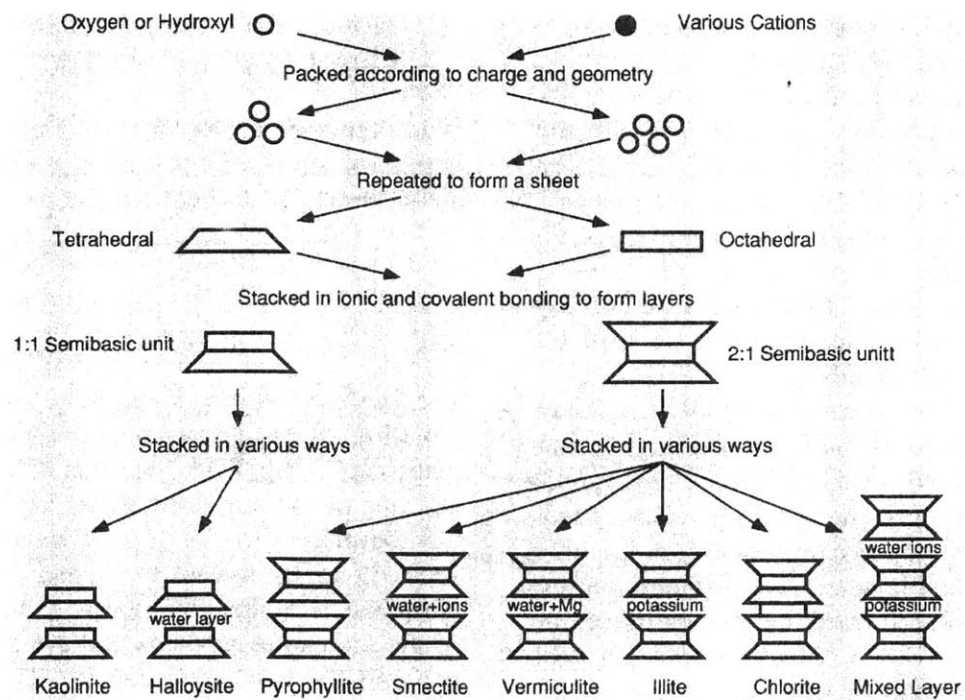 Oxygen or Hydroxyl
Various Cations
Packed according to charge and geometry
Repeated to form a sheet
Tetrahedral
Octahedral
Stacked in ionic and covalent bonding to form layers
1:1 Semibasic unit
2:1 Semibasic unitt
Stacked in various ways
Stacked in various ways
water ions
water layer
water+ions
water+Mg
potassium
potassium
Kaolinite
Halloysite
Pyrophyllite
Smectite
Vermiculite
Illite
Chlorite
Mixed Layer